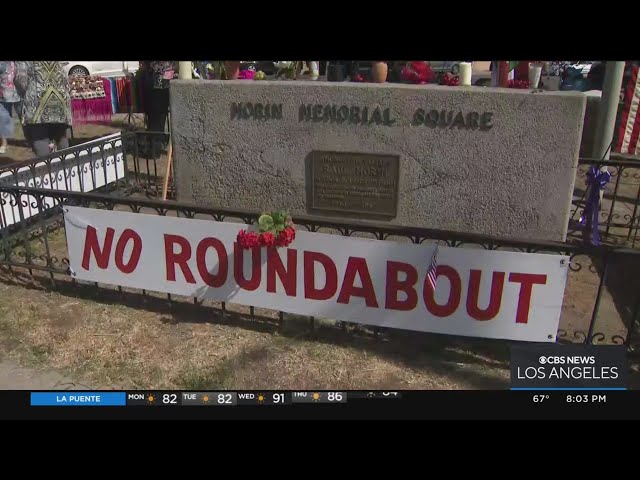 MORIN MEMORIAL SQUARE
NO ROUNDABOUT
CBS NEWS
LOS ANGELES
LA PUENTE MON 82 TUE 82 WED 91 THU 86 84 67° 8:03 PM